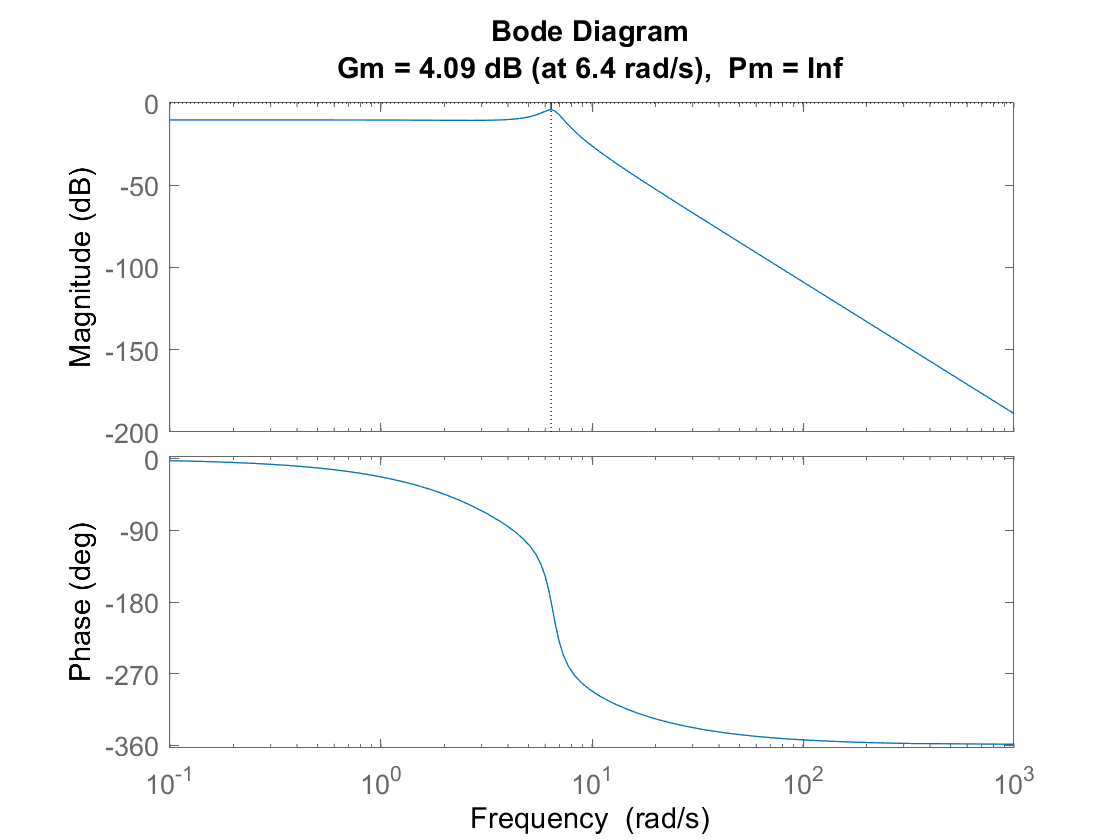 Bode Diagram
Gm = 4.09 dB (at 6.4 rad/s),  Pm = Inf
Magnitude (dB)
0
-50
-100
-150
-200
Phase (deg)
0
-90
-180
-270
-360
10^-1 10^0 10^1 10^2 10^3
Frequency  (rad/s)